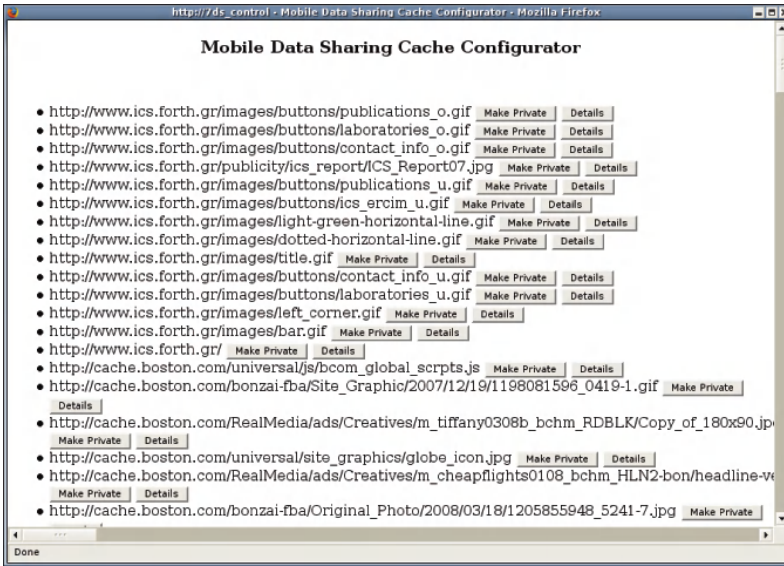 http://7ds_control - Mobile Data Sharing Cache Configurator - Mozilla Firefox
Mobile Data Sharing Cache Configurator
http://www.ics.forth.gr/images/buttons/publications_o.gif Make Private Details
http://www.ics.forth.gr/images/buttons/laboratories_o.gif Make Private Details
http://www.ics.forth.gr/images/buttons/contact_info_o.gif Make Private Details
http://www.ics.forth.gr/publicity/ics_report/ICS_Report07.jpg Make Private Details
http://www.ics.forth.gr/images/buttons/publications_u.gif Make Private Details
http://www.ics.forth.gr/images/buttons/ics_ercim_u.gif Make Private Details
http://www.ics.forth.gr/images/light-green-horizontal-line.gif Make Private Details
http://www.ics.forth.gr/images/dotted-horizontal-line.gif Make Private Details
http://www.ics.forth.gr/images/title.gif Make Private Details
http://www.ics.forth.gr/images/buttons/contact_info_u.gif Make Private Details
http://www.ics.forth.gr/images/buttons/laboratories_u.gif Make Private Details
http://www.ics.forth.gr/images/left_corner.gif Make Private Details
http://www.ics.forth.gr/images/bar.gif Make Private Details
http://www.ics.forth.gr/ Make Private Details
http://cache.boston.com/universal/js/bcom_global_scrpts.js Make Private Details
http://cache.boston.com/bonzai-fba/Site_Graphic/2007/12/19/1198081596_0419-1.gif Make Private
Details
http://cache.boston.com/RealMedia/ads/Creatives/m_tiffany0308b_bchm_RDBLK/Copy_of_180x90.jp
Make Private Details
http://cache.boston.com/universal/site_graphics/globe_icon.jpg Make Private Details
http://cache.boston.com/RealMedia/ads/Creatives/m_cheapflights0108_bchm_HLN2-bon/headline-ve
Make Private Details
http://cache.boston.com/bonzai-fba/Original_Photo/2008/03/18/1205855948_5241-7.jpg Make Private
Done